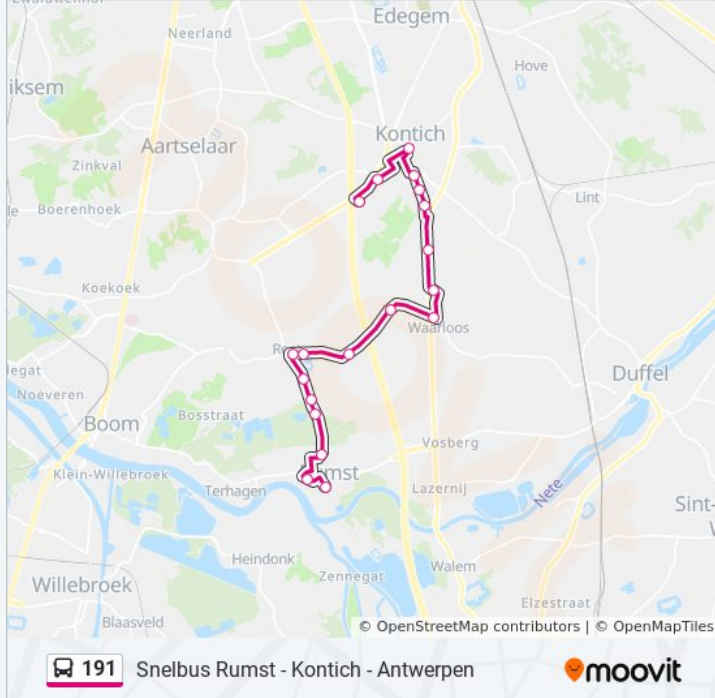 Edegem
Neerland
Hove
iksem
Kontich
Aartselaar
Zinkval
Lint
le
Boerenhoek
Koekoek
Waarloos
legat
Duffel
Noeveren
Bosstraat
Boom
Vosberg
Klein-Willebroek
mst
Terhagen
Lazernij
Nete
Sint-
Heindonk
Walem
Zennegat
Willebroek
Elzestraat
Blaasveld
© OpenStreetMap contributors | © OpenMapTiles
191 Snelbus Rumst - Kontich - Antwerpen
moovit